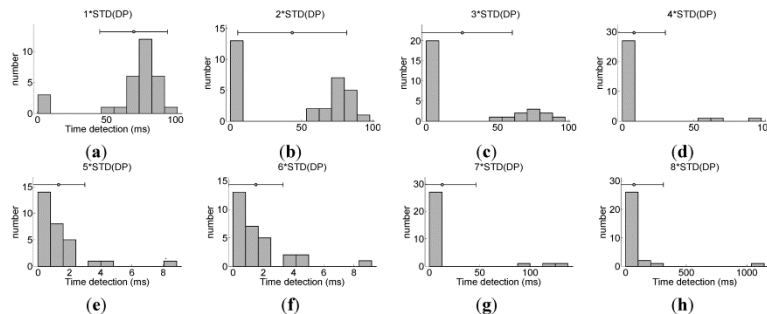 1*STD(DP)
2*STD(DP)
3*STD(DP)
4*STD(DP)
number
10
5
0
0
50
100
Time detection (ms)
number
15
10
5
0
0
50
100
Time detection (ms)
number
20
10
0
0
50
100
Time detection (ms)
number
30
20
10
0
0
50
100
Time detection (ms)
(a)
(b)
(c)
(d)
5*STD(DP)
6*STD(DP)
7*STD(DP)
8*STD(DP)
number
15
10
5
0
0
2
4
6
8
Time detection (ms)
number
15
10
5
0
0
2
4
6
8
Time detection (ms)
number
30
20
10
0
0
50
100
Time detection (ms)
number
30
20
10
0
0
500
1000
Time detection (ms)
(e)
(f)
(g)
(h)